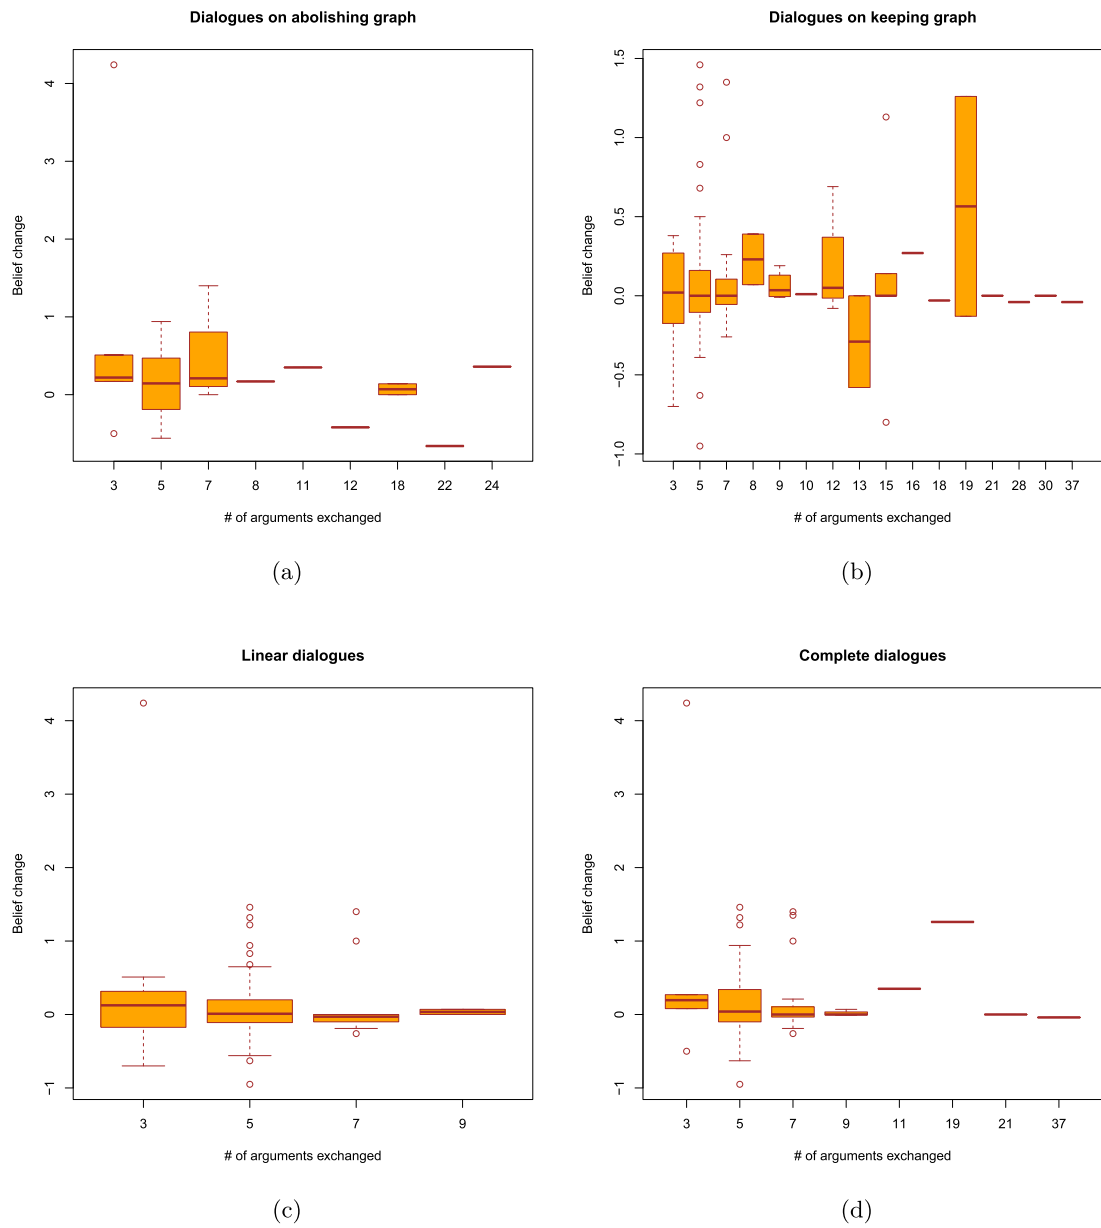 Dialogues on abolishing graph
4
3
2
1
0
Belief change
3 5 7 8 11 12 18 22 24
# of arguments exchanged
(a)
Dialogues on keeping graph
1.5
1.0
0.5
0.0
−0.5
−1.0
Belief change
3 5 7 8 9 10 12 13 15 16 18 19 21 28 30 37
# of arguments exchanged
(b)
Linear dialogues
4
3
2
1
0
−1
Belief change
3 5 7 9
# of arguments exchanged
(c)
Complete dialogues
4
3
2
1
0
−1
Belief change
3 5 7 9 11 19 21 37
# of arguments exchanged
(d)